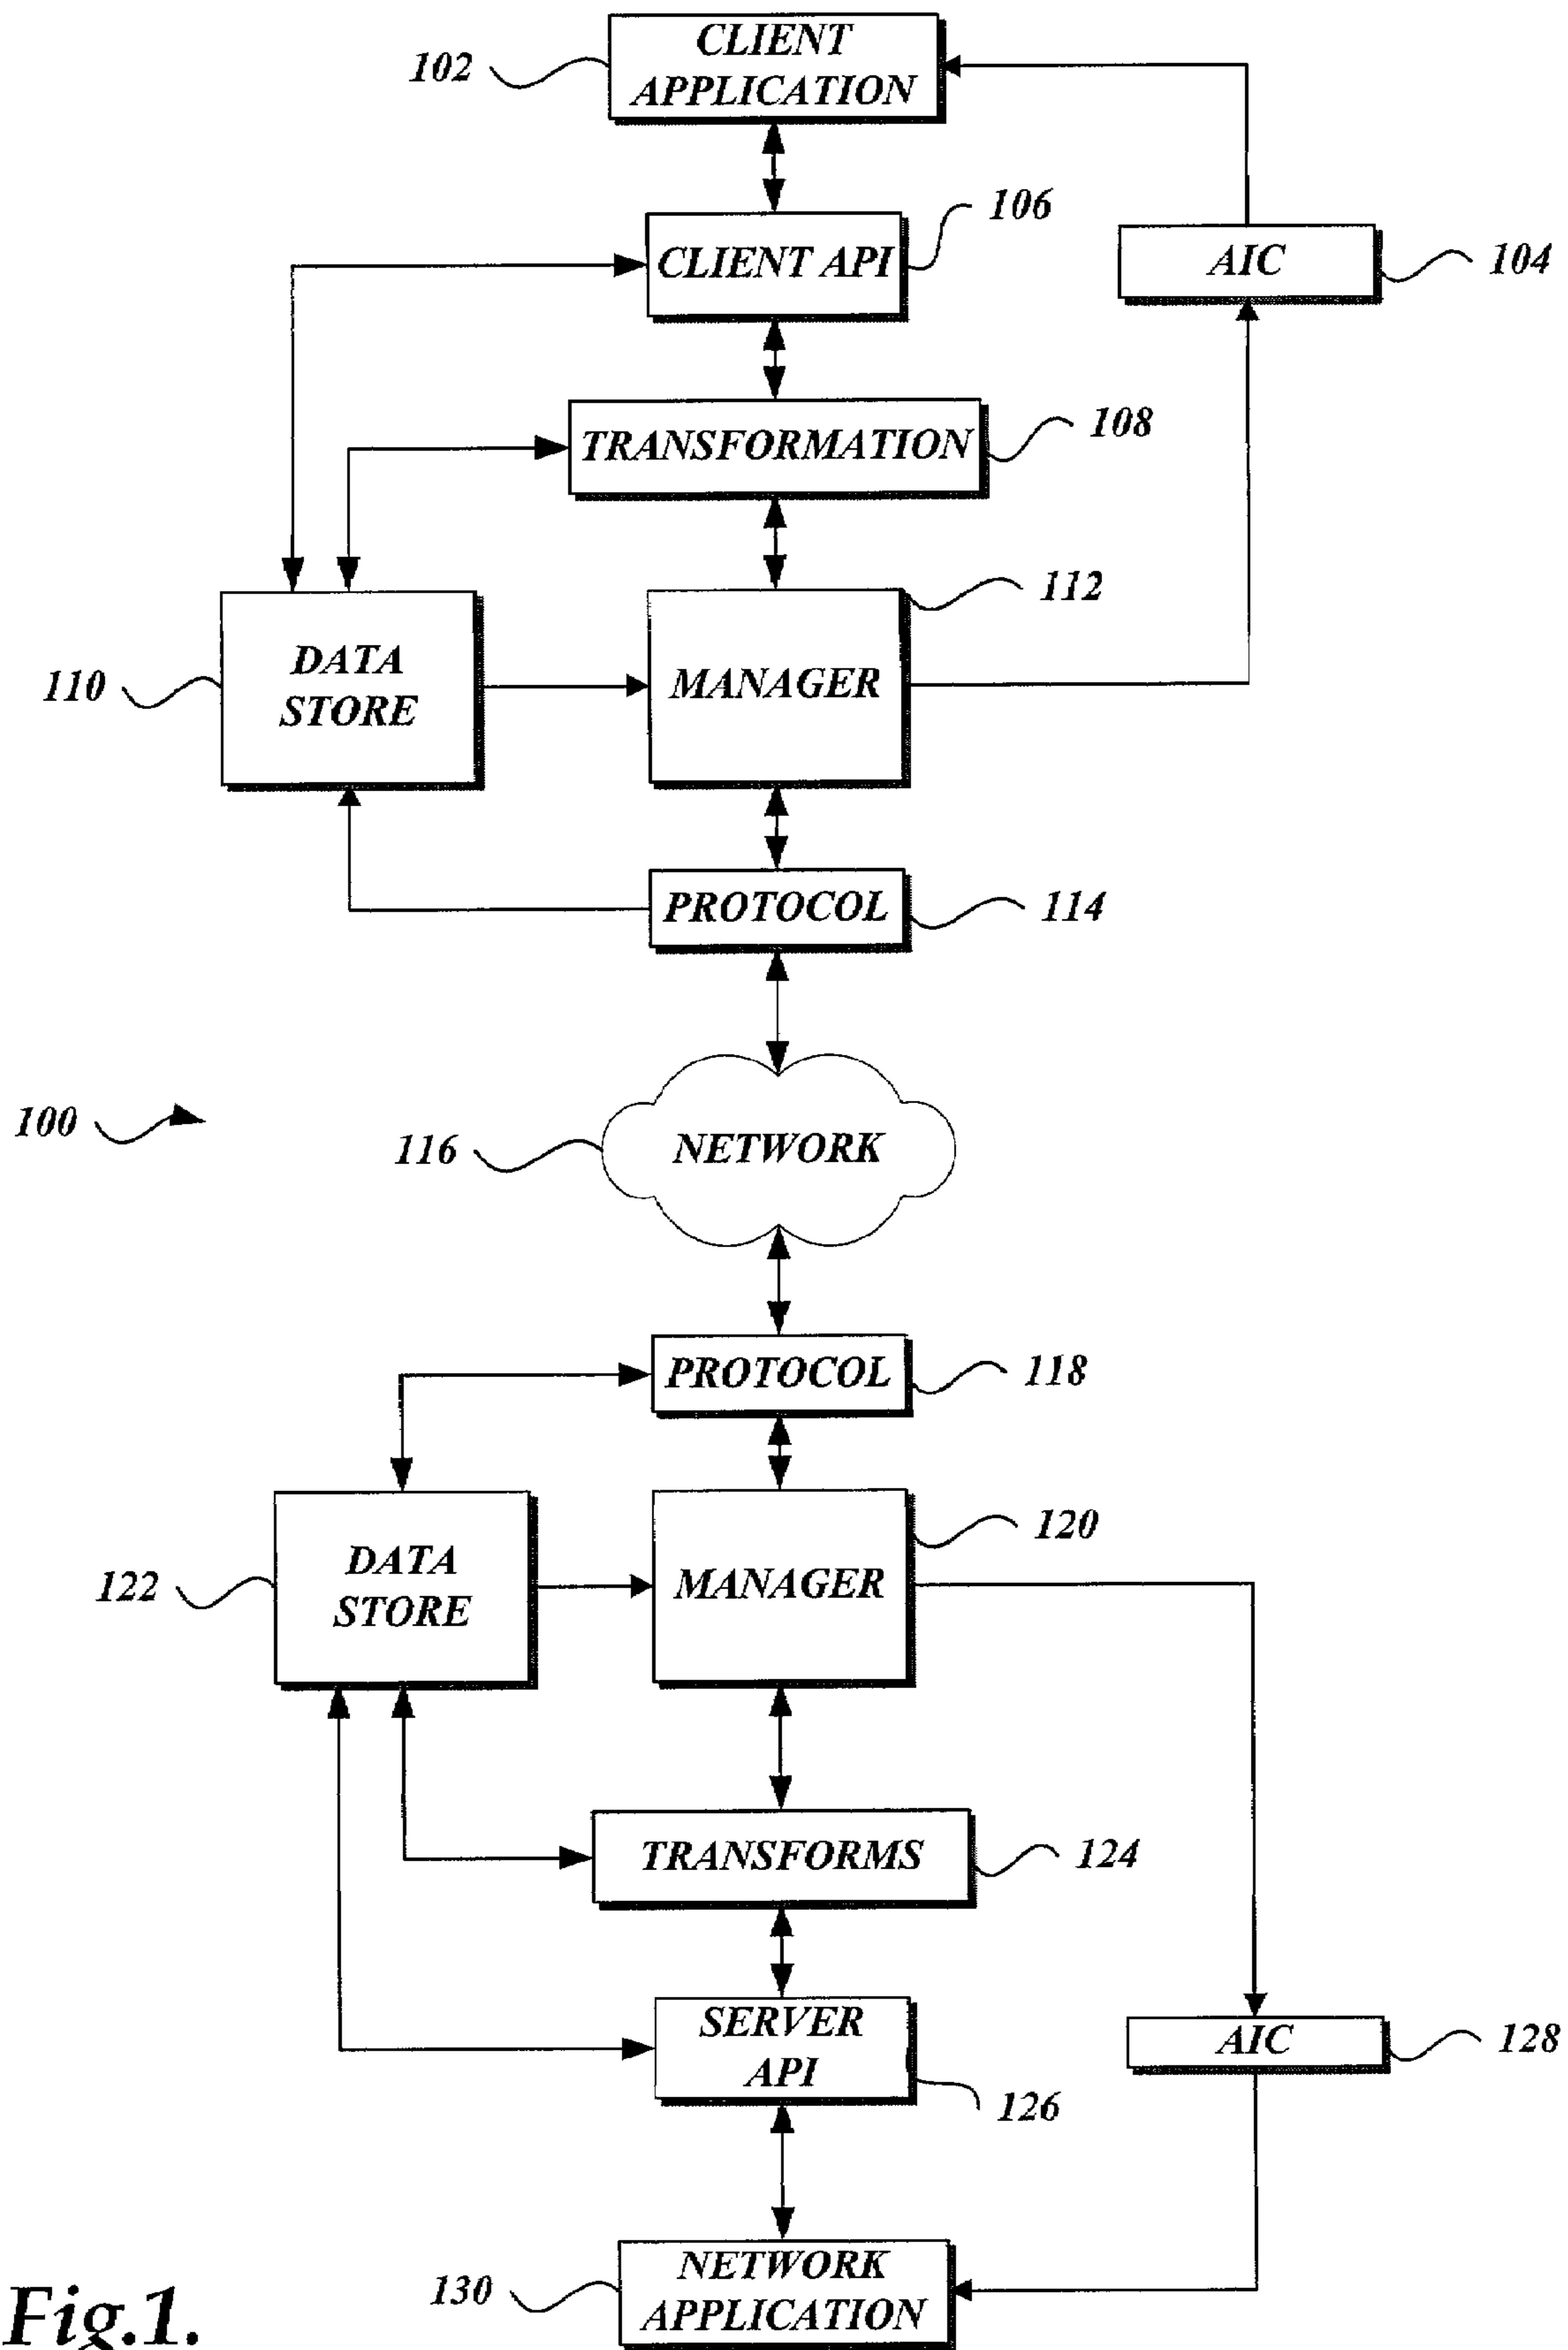 CLIENT
APPLICATION
102
106
CLIENT API
AIC
104
108
TRANSFORMATION
112
DATA
STORE
MANAGER
110
PROTOCOL
114
100
116
NETWORK
PROTOCOL
118
120
DATA
STORE
MANAGER
122
TRANSFORMS
124
SERVER
API
AIC
128
126
NETWORK
APPLICATION
130
Fig.1.